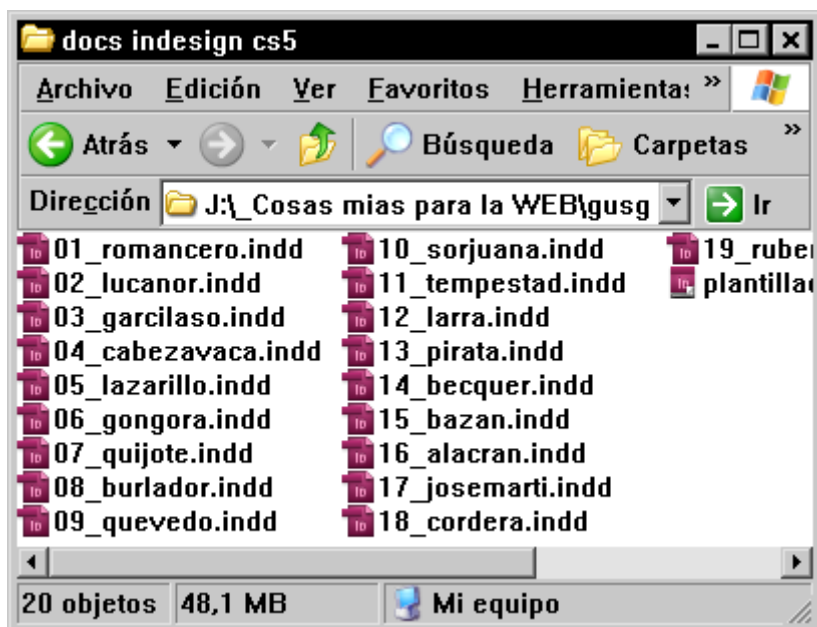 docs indesign cs5
Archivo Edición Ver Favoritos Herramientas »
Atrás Búsqueda Carpetas »
Dirección J:\_Cosas mias para la WEB\gusg Ir
01_romancero.indd
02_lucanor.indd
03_garcilaso.indd
04_cabezavaca.indd
05_lazarillo.indd
06_gongora.indd
07_quijote.indd
08_burlador.indd
09_quevedo.indd
10_sorjuana.indd
11_tempestad.indd
12_larra.indd
13_pirata.indd
14_becquer.indd
15_bazan.indd
16_alacran.indd
17_josemarti.indd
18_cordera.indd
19_rube
plantilla
20 objetos 48,1 MB Mi equipo